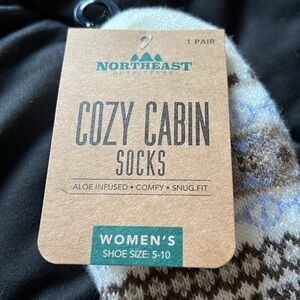 1 PAIR
NORTHEAST
OUTFITTERS
COZY CABIN
SOCKS
ALOE INFUSED • COMFY • SNUG FIT
WOMEN'S
SHOE SIZE: 5-10